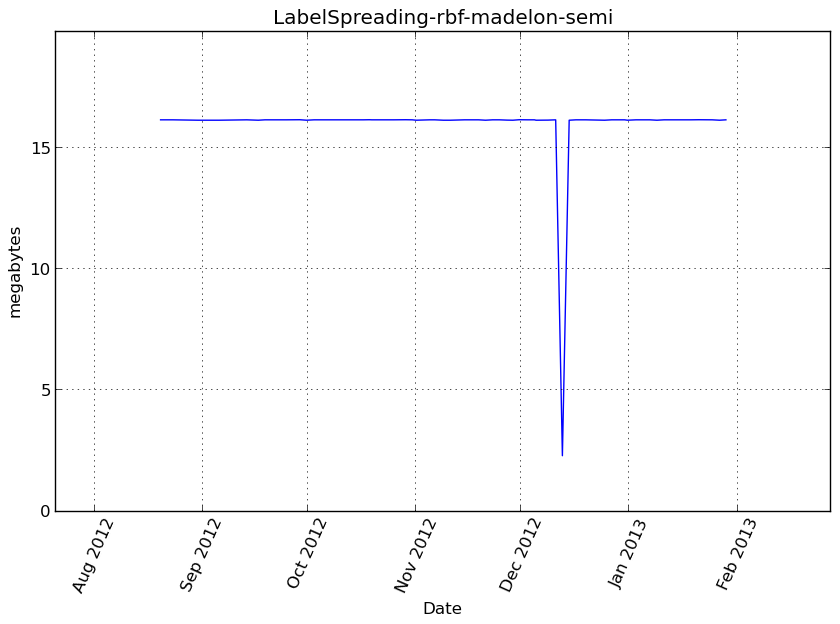 LabelSpreading-rbf-madelon-semi
megabytes
15
10
5
0
Aug 2012
Sep 2012
Oct 2012
Nov 2012
Dec 2012
Jan 2013
Feb 2013
Date